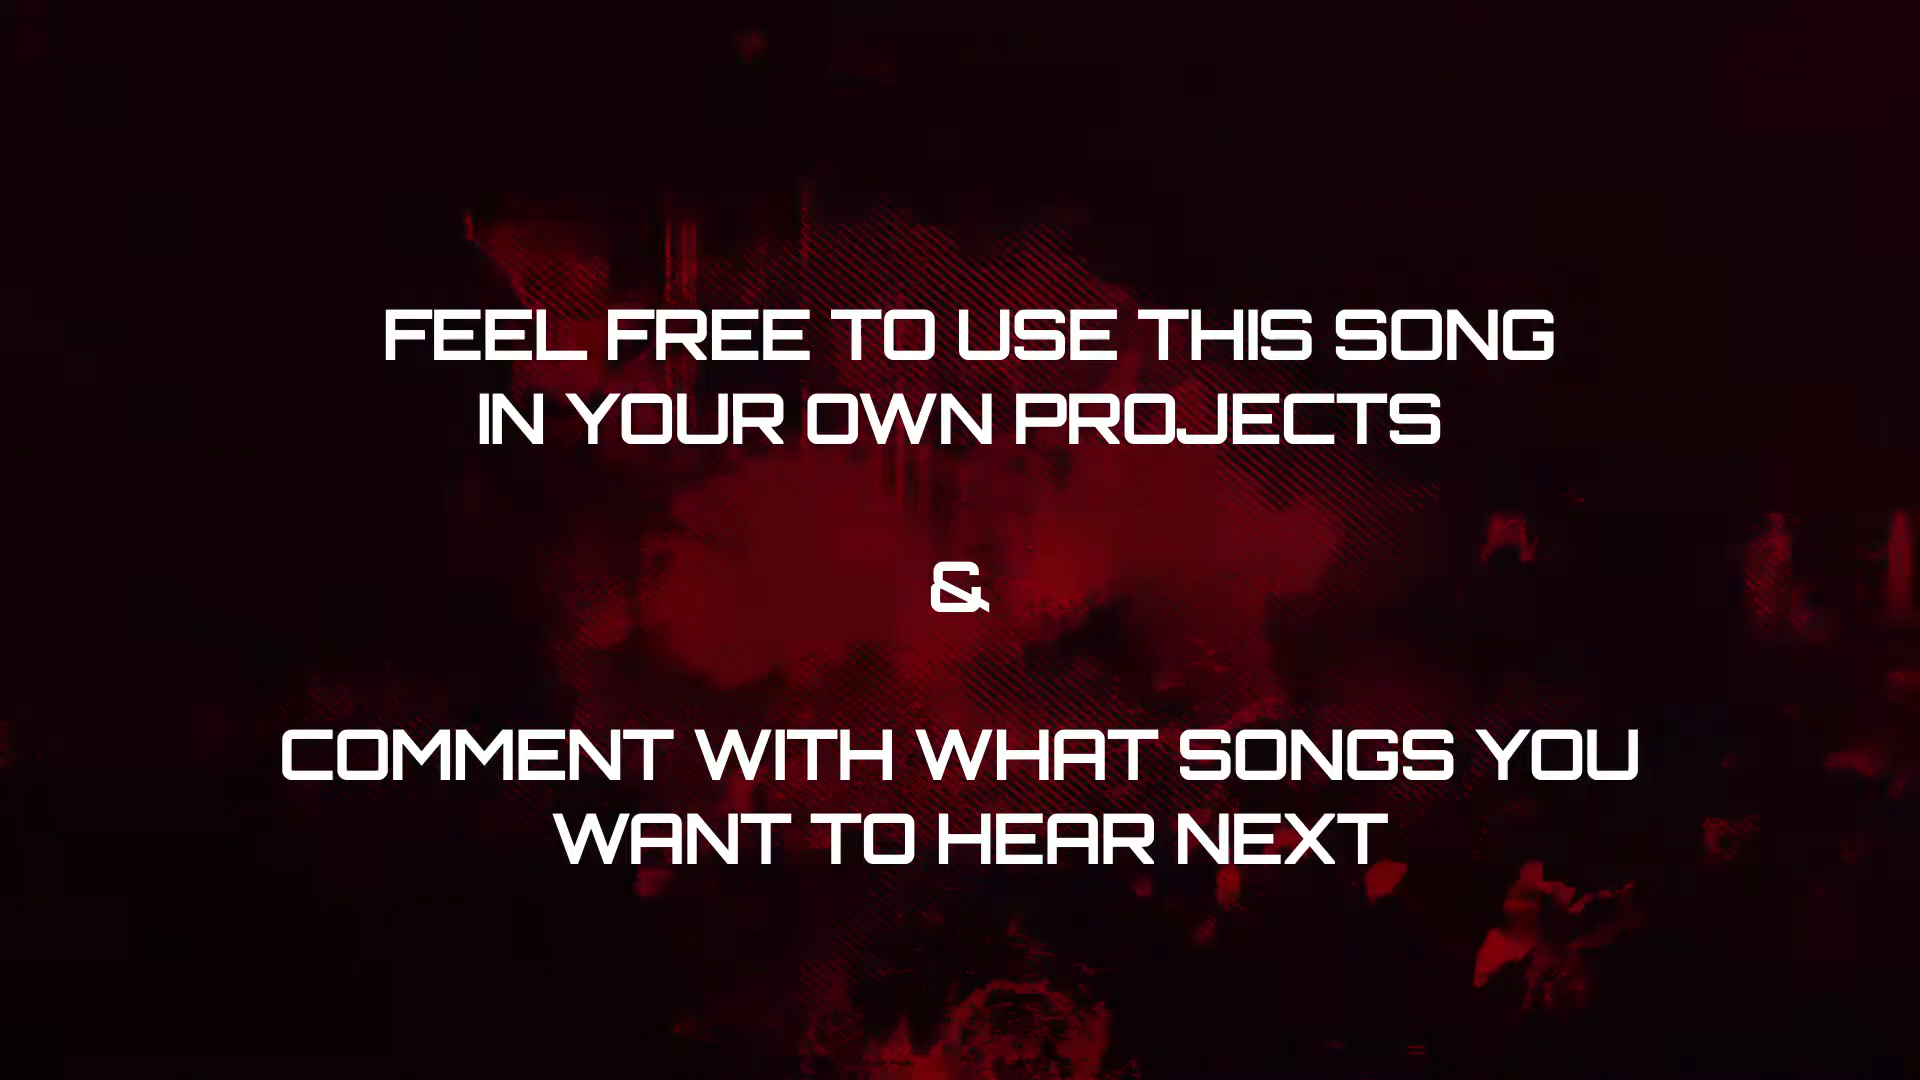 FEEL FREE TO USE THIS SONG
IN YOUR OWN PROJECTS
&
COMMENT WITH WHAT SONGS YOU
WANT TO HEAR NEXT